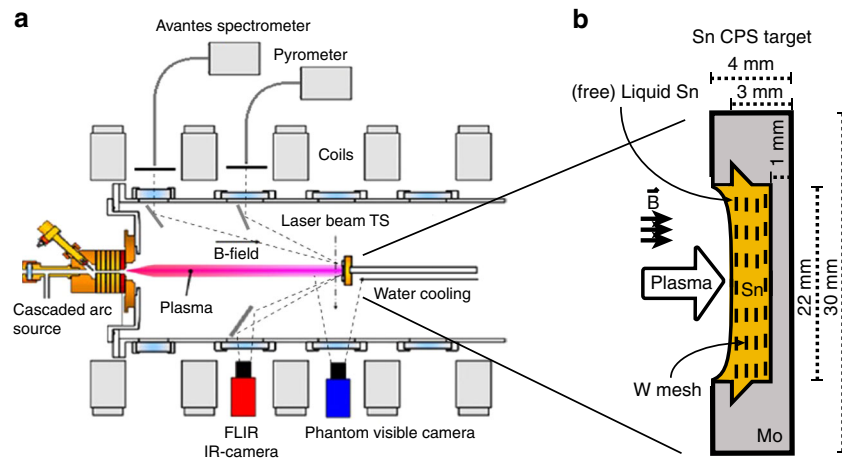 a
Avantes spectrometer
Pyrometer
Coils
Laser beam TS
B-field
Plasma
Water cooling
Cascaded arc
source
FLIR
IR-camera
Phantom visible camera
b
Sn CPS target
4 mm
3 mm
(free) Liquid Sn
1 mm
B
Plasma
Sn
22 mm
30 mm
W mesh
Mo